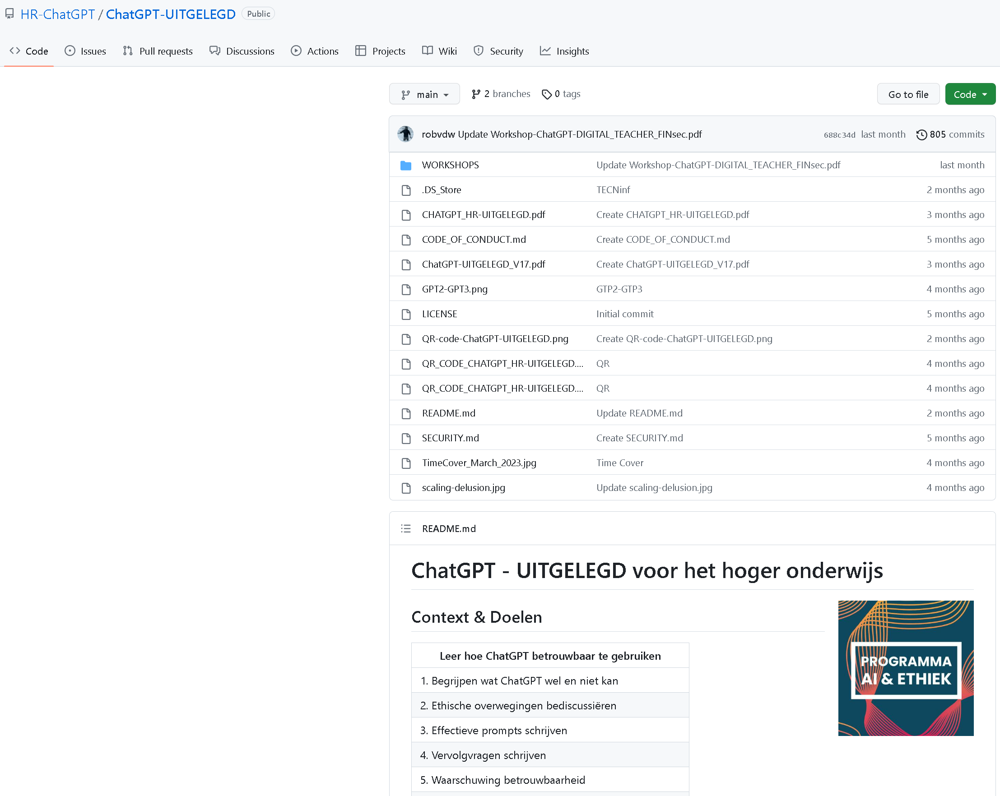 HR-ChatGPT / ChatGPT-UITGELEGD Public
Code Issues Pull requests Discussions Actions Projects Wiki Security Insights
main 2 branches 0 tags Go to file Code
robvdw Update Workshop-ChatGPT-DIGITAL_TEACHER_FINsec.pdf 688c34d last month 805 commits
WORKSHOPS Update Workshop-ChatGPT-DIGITAL_TEACHER_FINsec.pdf last month
.DS_Store TECNinf 2 months ago
CHATGPT_HR-UITGELEGD.pdf Create CHATGPT_HR-UITGELEGD.pdf 3 months ago
CODE_OF_CONDUCT.md Create CODE_OF_CONDUCT.md 5 months ago
ChatGPT-UITGELEGD_V17.pdf Create ChatGPT-UITGELEGD_V17.pdf 3 months ago
GPT2-GPT3.png GTP2-GTP3 4 months ago
LICENSE Initial commit 5 months ago
QR-code-ChatGPT-UITGELEGD.png Create QR-code-ChatGPT-UITGELEGD.png 2 months ago
QR_CODE_CHATGPT_HR-UITGELEGD.... QR 4 months ago
QR_CODE_CHATGPT_HR-UITGELEGD.... QR 4 months ago
README.md Update README.md 2 months ago
SECURITY.md Create SECURITY.md 5 months ago
TimeCover_March_2023.jpg Time Cover 4 months ago
scaling-delusion.jpg Update scaling-delusion.jpg 4 months ago
README.md
ChatGPT - UITGELEGD voor het hoger onderwijs
Context & Doelen
Leer hoe ChatGPT betrouwbaar te gebruiken
1. Begrijpen wat ChatGPT wel en niet kan
2. Ethische overwegingen bediscussiëren
3. Effectieve prompts schrijven
4. Vervolgvragen schrijven
5. Waarschuwing betrouwbaarheid
PROGRAMMA
AI & ETHIEK